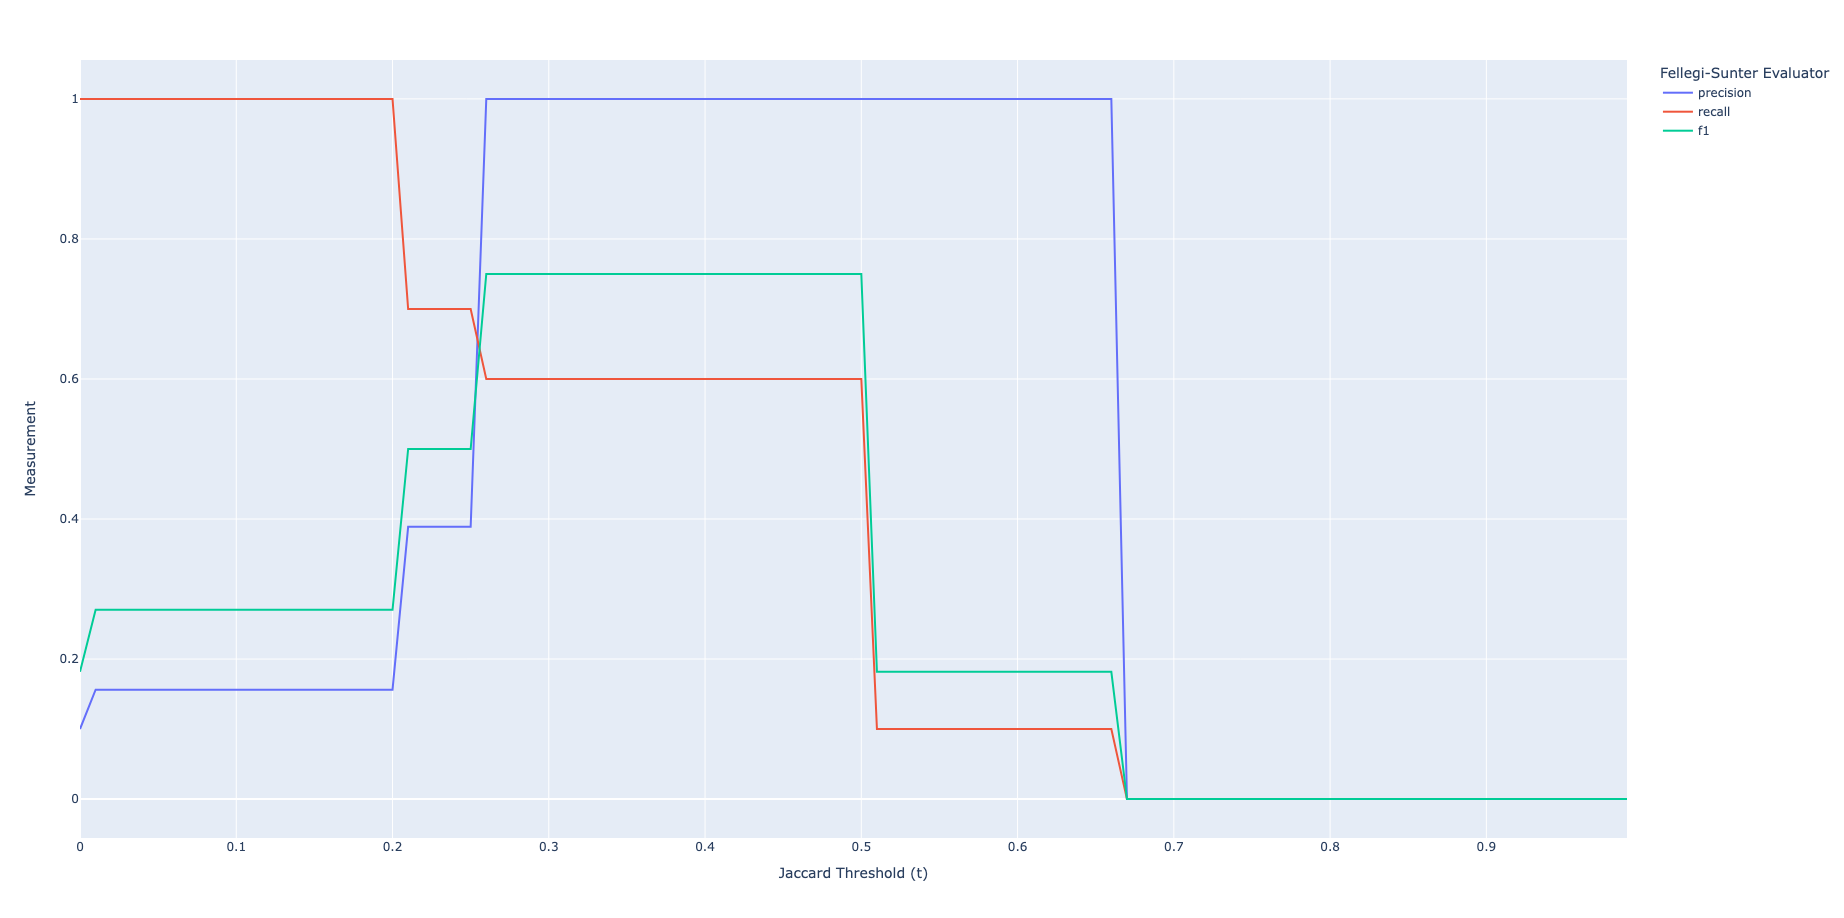 Fellegi-Sunter Evaluator
precision
recall
f1
1
0.8
0.6
0.4
0.2
0
Measurement
0 0.1 0.2 0.3 0.4 0.5 0.6 0.7 0.8 0.9
Jaccard Threshold (t)